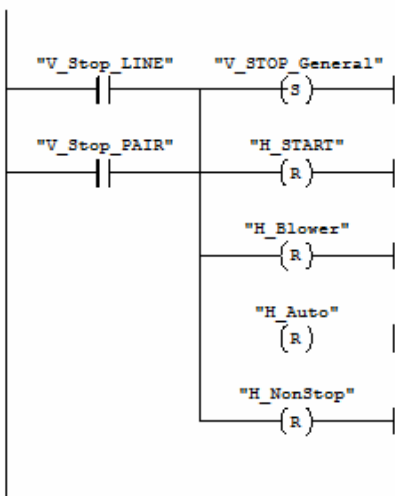 "V_Stop_LINE" "V_STOP_General"
S
"V_Stop_PAIR" "H_START"
R
"H_Blower"
R
"H_Auto"
R
"H_NonStop"
R